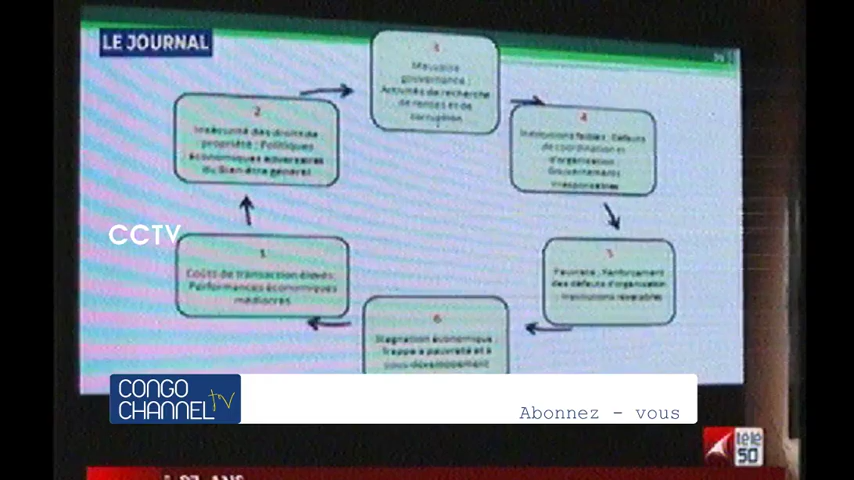 LE JOURNAL
3
Mauvaise
gouvernance ;
Activités de recherche
de rentes et de
corruption
2
Insécurité des droits de
propriété ; Politiques
économiques adversaires
du Bien-être général
4
Institutions faibles ; Défauts
de coordination et
d'organisation
Gouvernements
irresponsables
CCTV
1
Coûts de transaction élevés ;
Performances économiques
médiocres
5
Pauvreté ; Renforcement
des défauts d'organisation
Institutions
6
Stagnation économique
Trappe à pauvreté et à
sous-développement
CONGO
CHANNEL tv
Abonnez - vous
télé
50
ANS